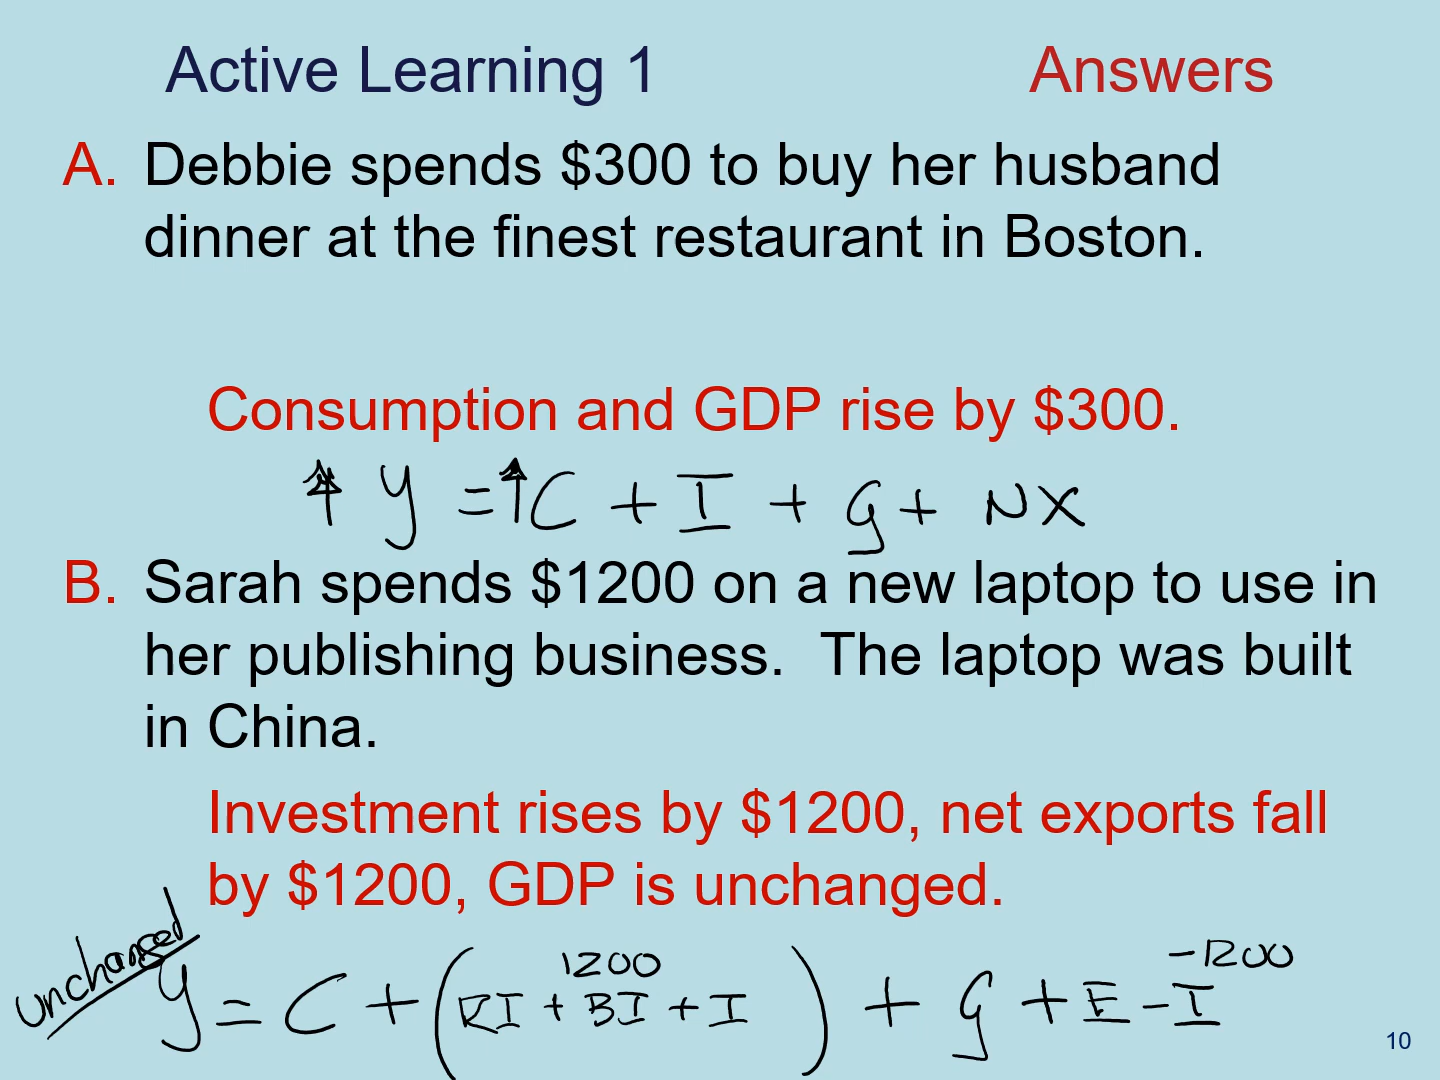 Active Learning 1 Answers
A. Debbie spends $300 to buy her husband
dinner at the finest restaurant in Boston.
Consumption and GDP rise by $300.
↑ Y = ↑C + I + G + NX
B. Sarah spends $1200 on a new laptop to use in
her publishing business. The laptop was built
in China.
Investment rises by $1200, net exports fall
by $1200, GDP is unchanged.
unchanged
1200 -1200
Y = C + (RI + BI + I) + G + E - I
10